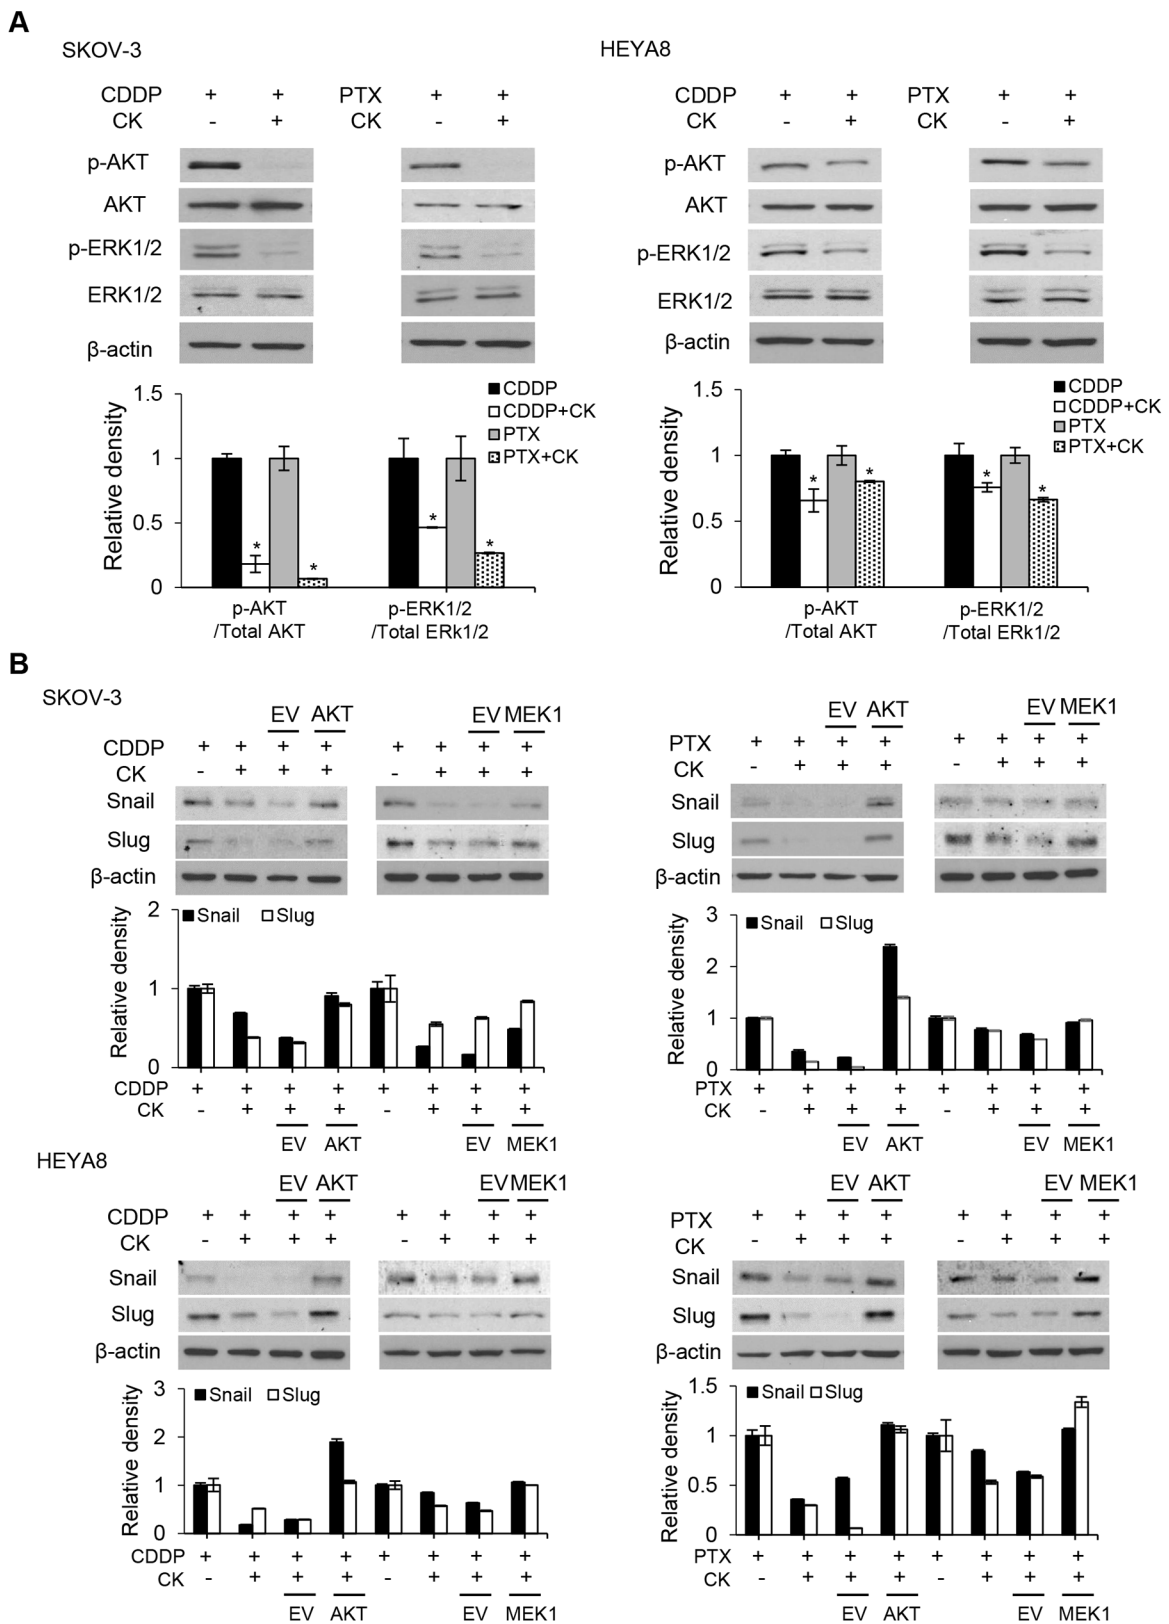 A
SKOV-3
HEYA8
CDDP + + PTX + +
CK - + CK - +
CDDP + + PTX + +
CK - + CK - +
p-AKT
AKT
p-ERK1/2
ERK1/2
β-actin
p-AKT
AKT
p-ERK1/2
ERK1/2
β-actin
Relative density
1.5
1
0.5
0
CDDP
CDDP+CK
PTX
PTX+CK
* * * *
p-AKT
/Total AKT
p-ERK1/2
/Total ERk1/2
Relative density
1.5
1
0.5
0
CDDP
CDDP+CK
PTX
PTX+CK
* * * *
p-AKT
/Total AKT
p-ERK1/2
/Total ERk1/2
B
SKOV-3
EV AKT EV MEK1
CDDP + + + + + + + +
CK - + + + - + + +
Snail
Slug
β-actin
Relative density
2
1
0
Snail Slug
CDDP + + + + + + + +
CK - + + + - + + +
EV AKT EV MEK1
EV AKT EV MEK1
PTX + + + + + + + +
CK - + + + - + + +
Snail
Slug
β-actin
Relative density
3
2
1
0
Snail Slug
PTX + + + + + + + +
CK - + + + - + + +
EV AKT EV MEK1
HEYA8
EV AKT EV MEK1
CDDP + + + + + + + +
CK - + + + - + + +
Snail
Slug
β-actin
Relative density
3
2
1
0
Snail Slug
CDDP + + + + + + + +
CK - + + + - + + +
EV AKT EV MEK1
EV AKT EV MEK1
PTX + + + + + + + +
CK - + + + - + + +
Snail
Slug
β-actin
Relative density
1.5
1
0.5
0
Snail Slug
PTX + + + + + + + +
CK - + + + - + + +
EV AKT EV MEK1